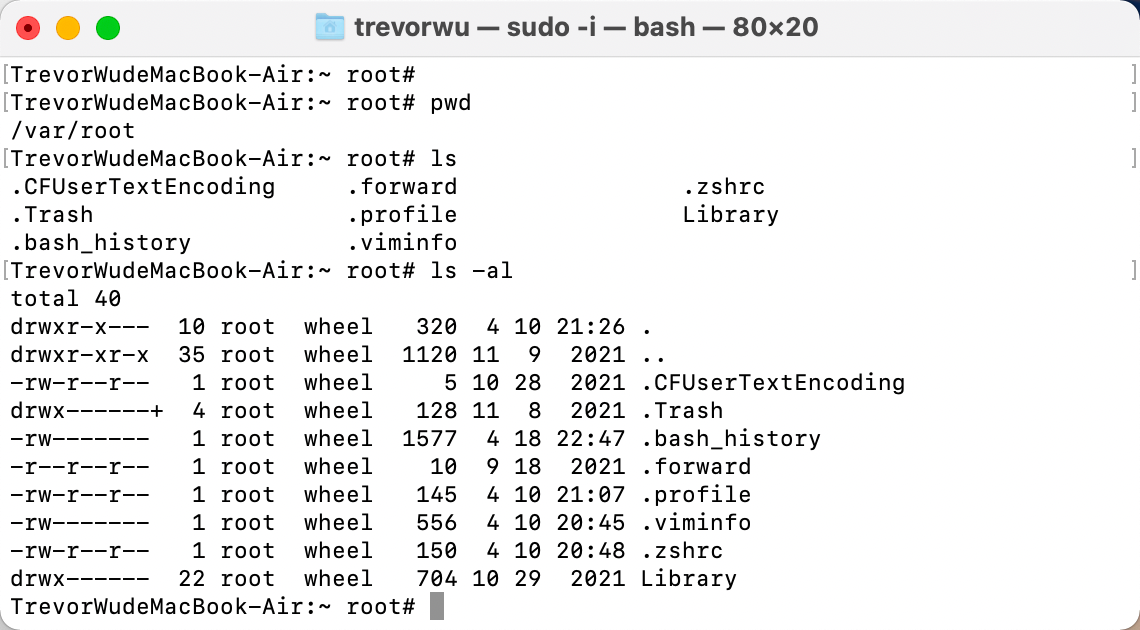 trevorwu — sudo -i — bash — 80×20
[TrevorWudeMacBook-Air:~ root# ]
[TrevorWudeMacBook-Air:~ root# pwd ]
/var/root
[TrevorWudeMacBook-Air:~ root# ls ]
.CFUserTextEncoding     .forward                .zshrc
.Trash                  .profile                Library
.bash_history           .viminfo
[TrevorWudeMacBook-Air:~ root# ls -al ]
total 40
drwxr-x---  10 root  wheel   320  4 10 21:26 .
drwxr-xr-x  35 root  wheel  1120 11  9  2021 ..
-rw-r--r--   1 root  wheel     5 10 28  2021 .CFUserTextEncoding
drwx------+  4 root  wheel   128 11  8  2021 .Trash
-rw-------   1 root  wheel  1577  4 18 22:47 .bash_history
-r--r--r--   1 root  wheel    10  9 18  2021 .forward
-rw-r--r--   1 root  wheel   145  4 10 21:07 .profile
-rw-------   1 root  wheel   556  4 10 20:45 .viminfo
-rw-r--r--   1 root  wheel   150  4 10 20:48 .zshrc
drwx------  22 root  wheel   704 10 29  2021 Library
TrevorWudeMacBook-Air:~ root#